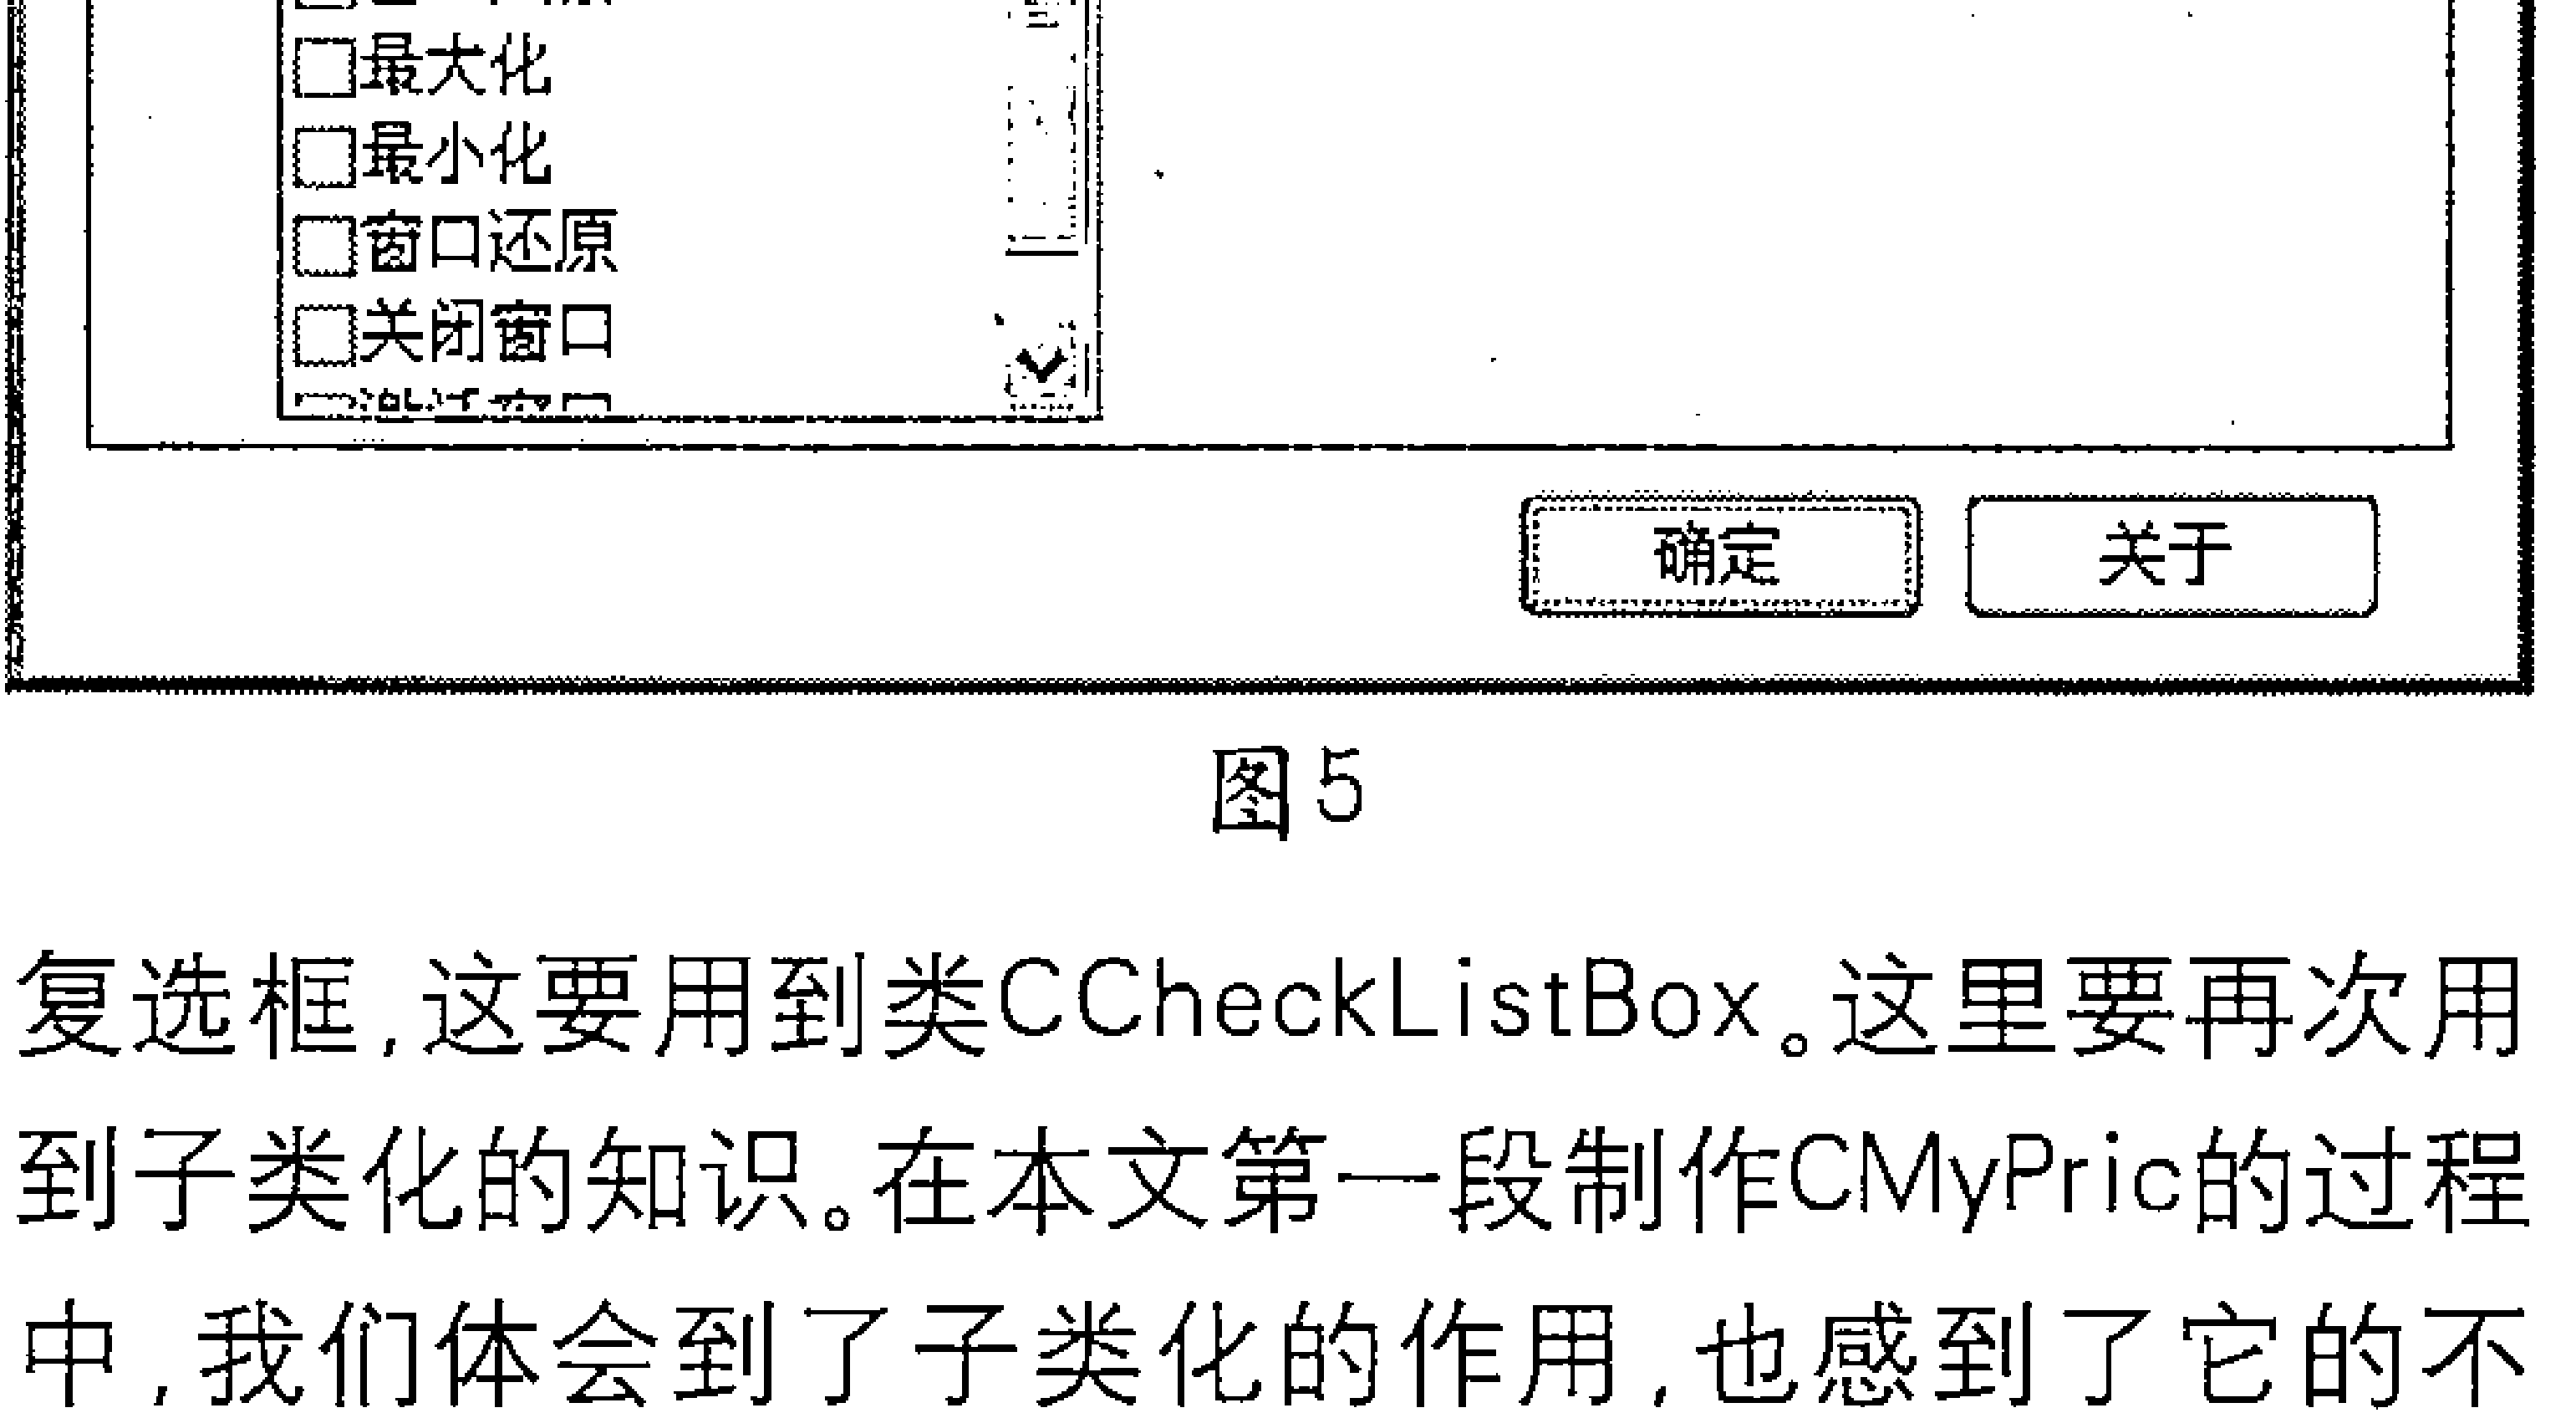 最大化
最小化
窗口还原
关闭窗口
确定
关于
图5
复选框,这要用到类CCheckListBox。这里要再次用
到子类化的知识。在本文第一段制作CMyPric的过程
中,我们体会到了子类化的作用,也感到了它的不